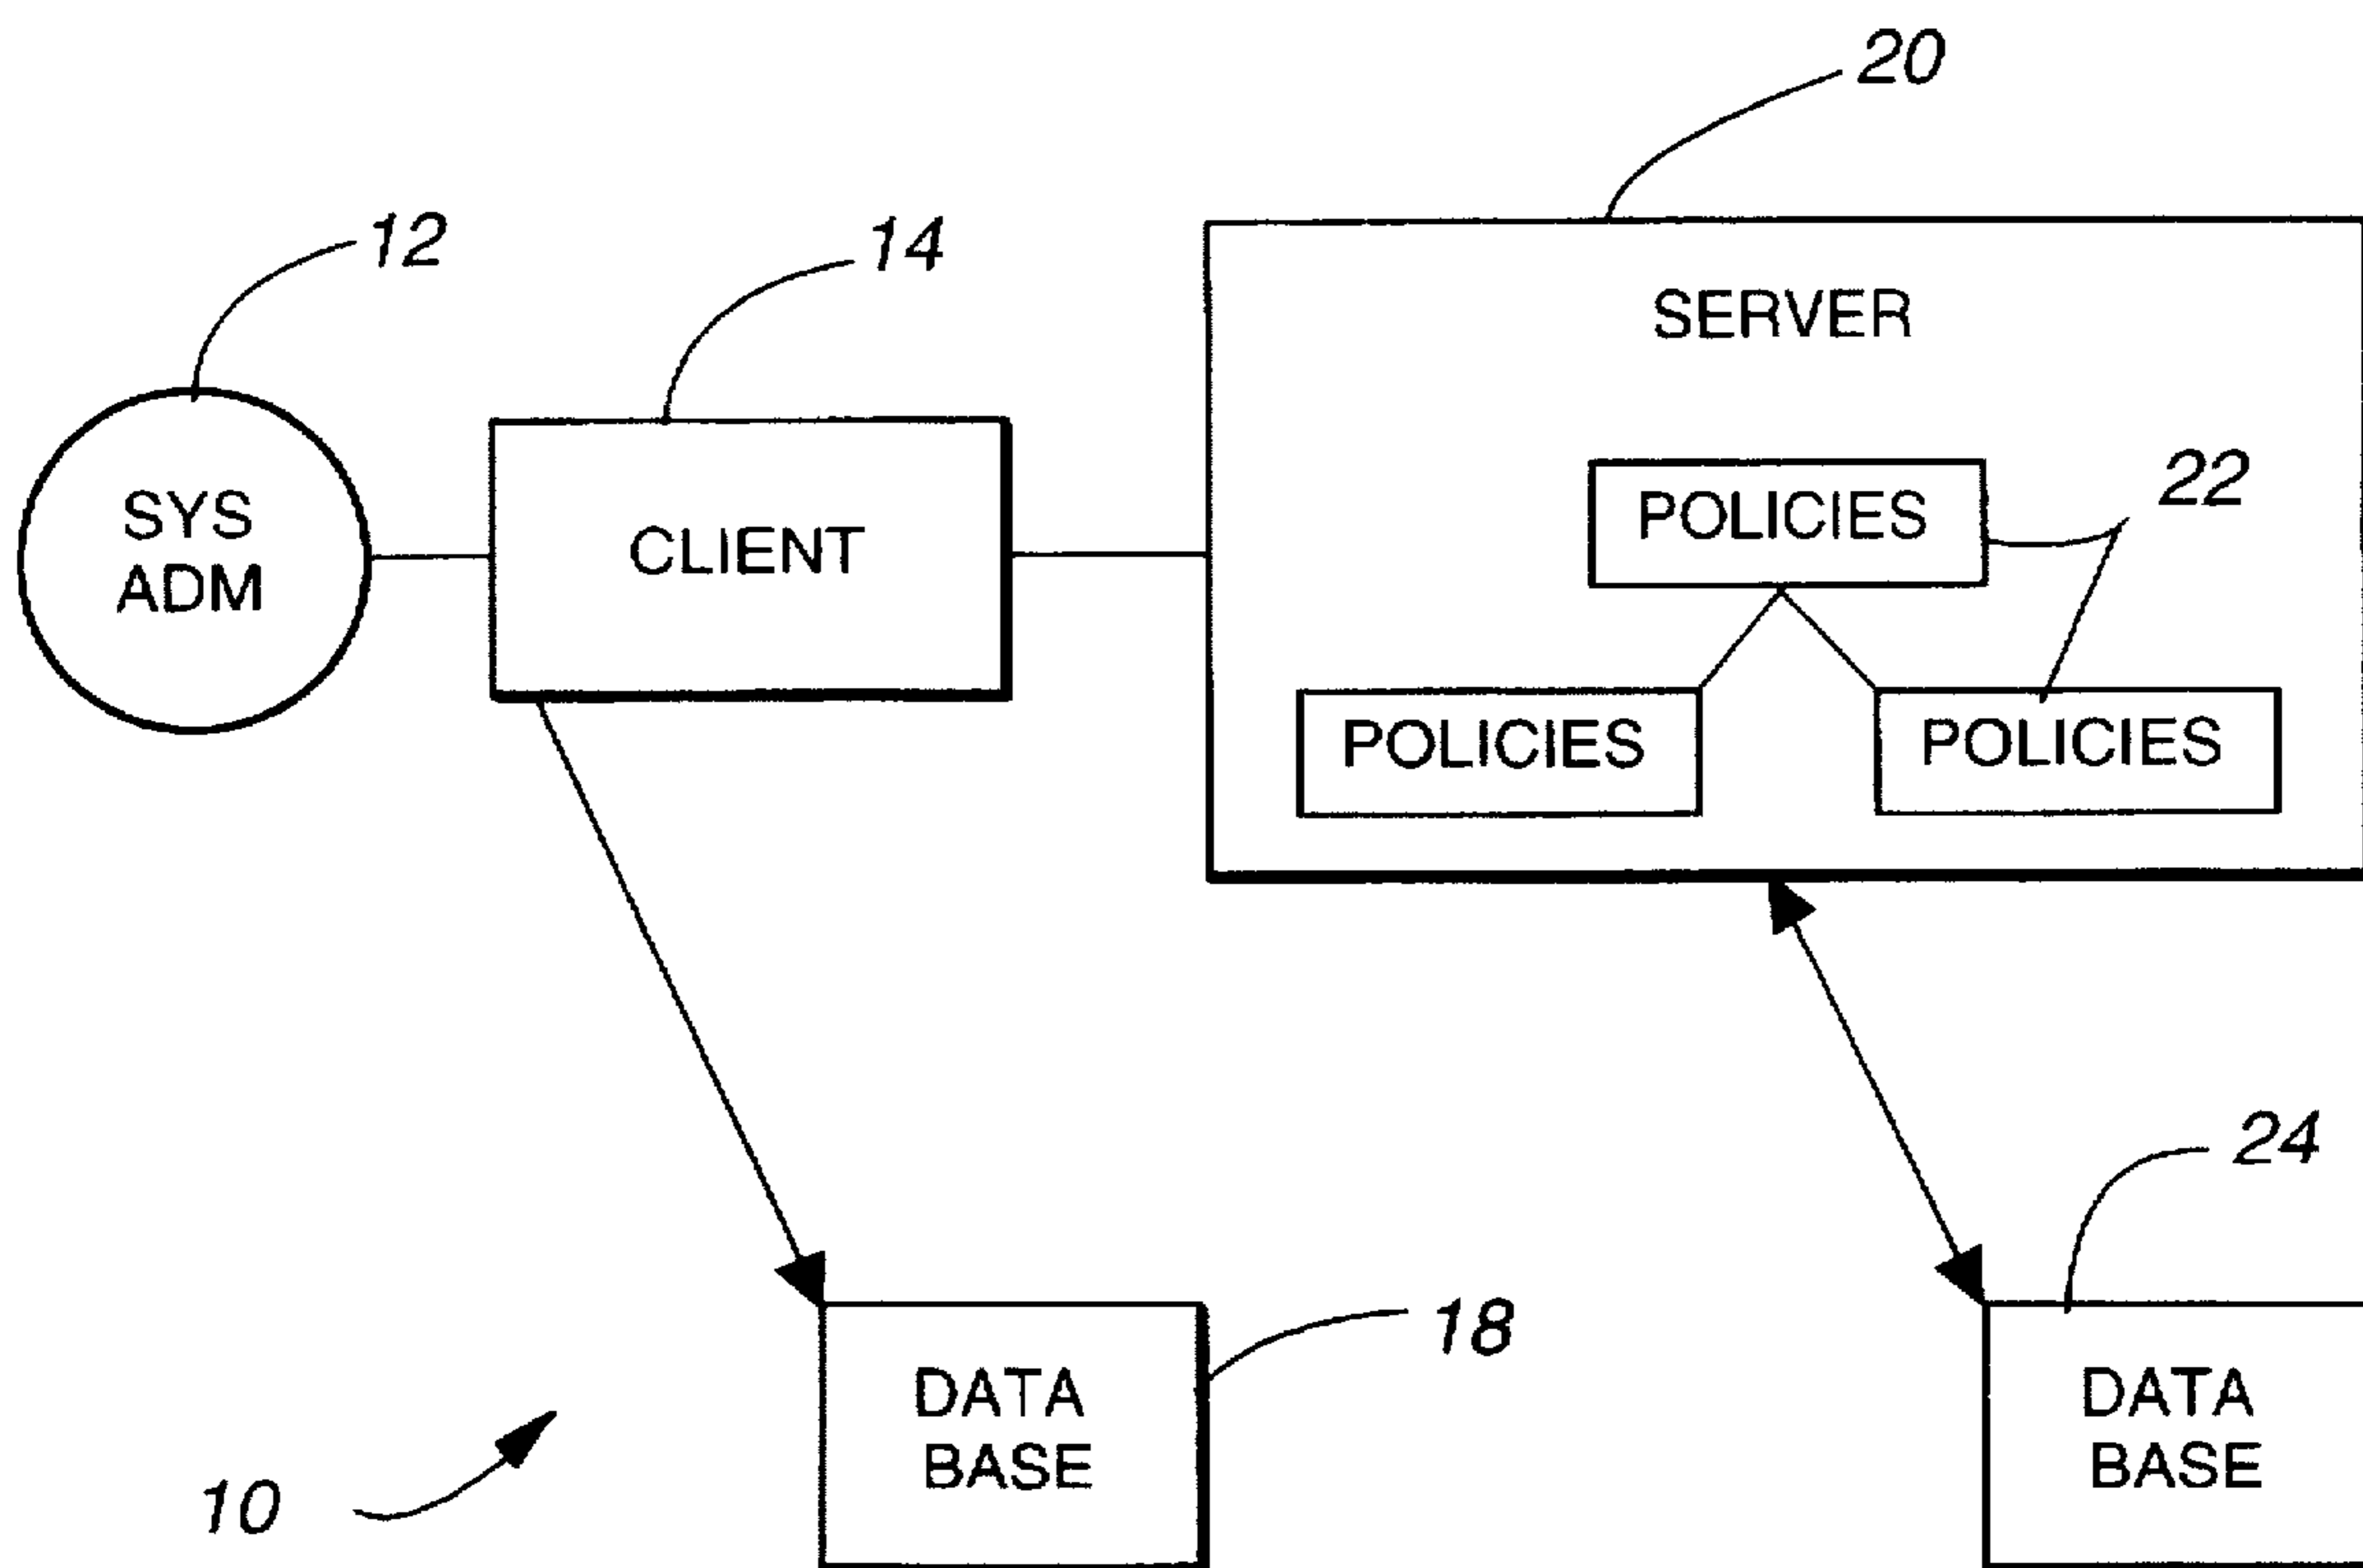 20
12
14
SERVER
22
POLICIES
SYS
ADM
CLIENT
POLICIES
POLICIES
24
18
DATA
BASE
DATA
BASE
10